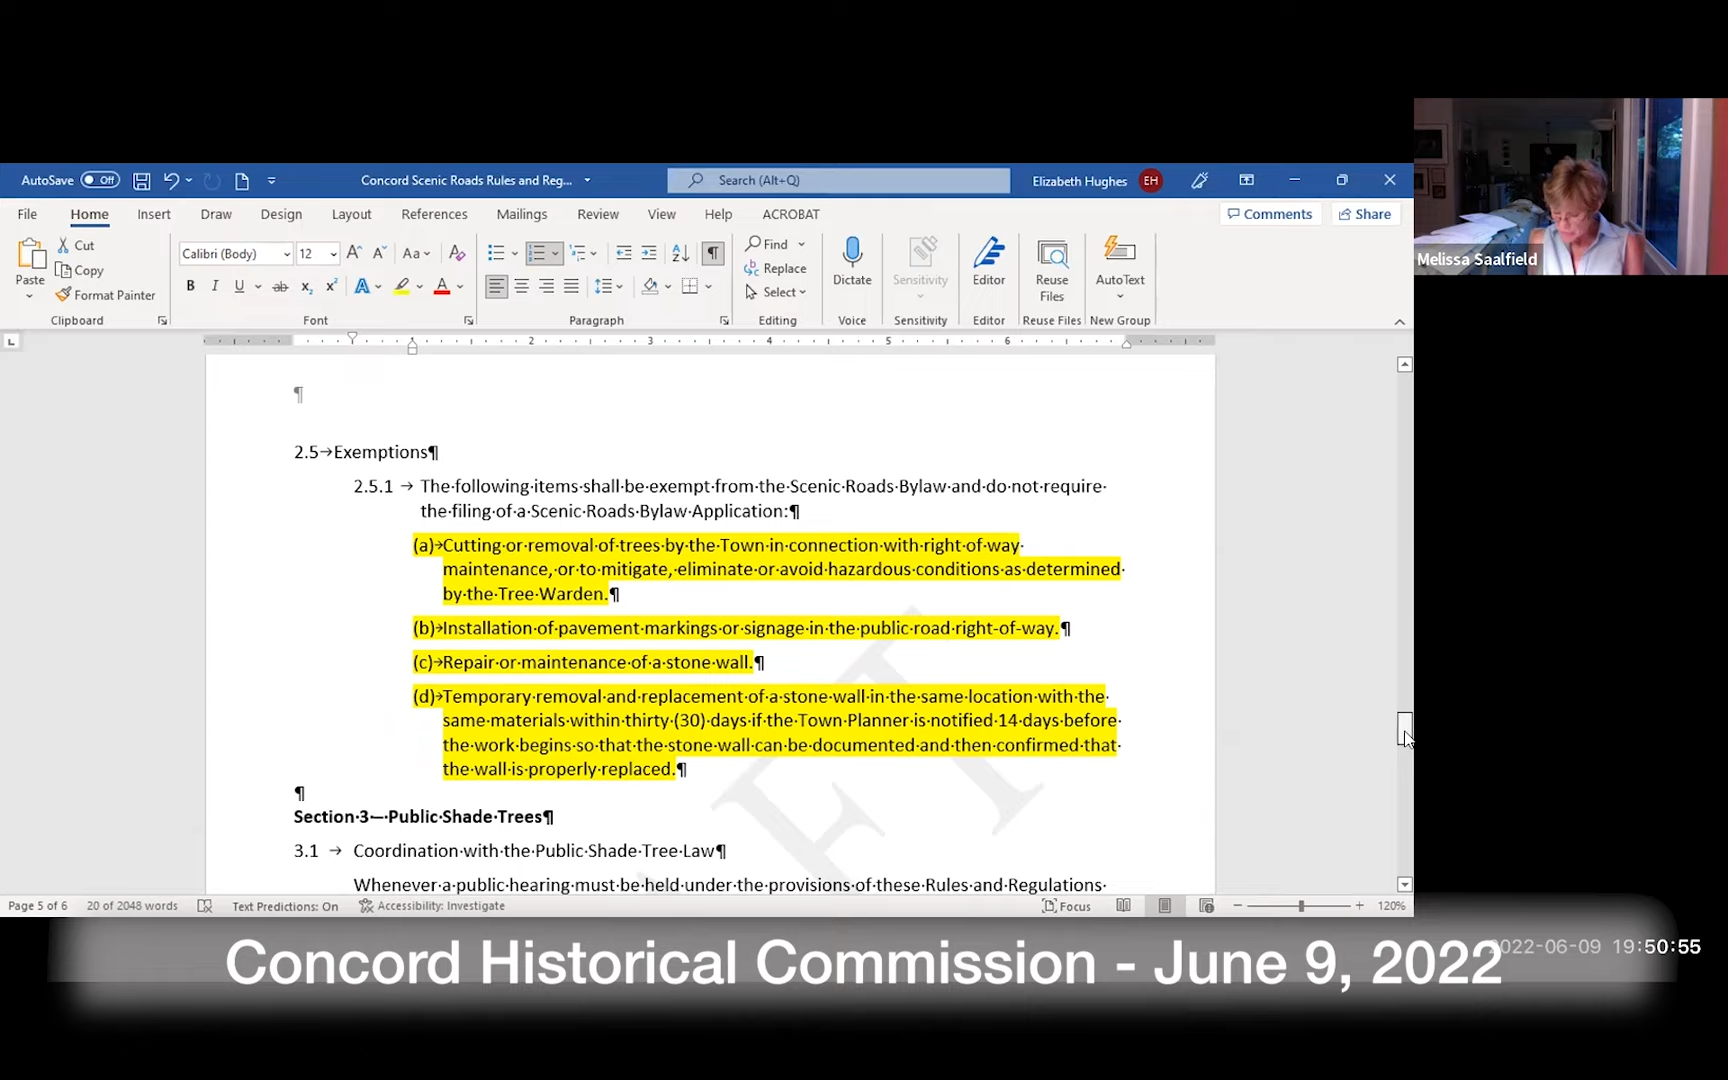 AutoSave Off
Concord Scenic Roads Rules and Reg...
Search (Alt+Q)
Elizabeth Hughes EH
File Home Insert Draw Design Layout References Mailings Review View Help ACROBAT
Comments Share
Paste
Cut
Copy
Format Painter
Clipboard
Calibri (Body) 12
Aa
B I U ab x₂ x² A A
Font
Paragraph
Find
Replace
Select
Editing
Dictate
Voice
Sensitivity
Sensitivity
Editor
Editor
Reuse Files
Reuse Files
AutoText
New Group
Melissa Saalfield
2 3 4 5 6
¶
2.5→Exemptions¶
2.5.1 → The·following·items·shall·be·exempt·from·the·Scenic·Roads·Bylaw·and·do·not·require·
the·filing·of·a·Scenic·Roads·Bylaw·Application:¶
(a)→Cutting·or·removal·of·trees·by·the·Town·in·connection·with·right·of·way·
maintenance,·or·to·mitigate,·eliminate·or·avoid·hazardous·conditions·as·determined·
by·the·Tree·Warden.¶
(b)→Installation·of·pavement·markings·or·signage·in·the·public·road·right-of-way.¶
(c)→Repair·or·maintenance·of·a·stone·wall.¶
(d)→Temporary·removal·and·replacement·of·a·stone·wall·in·the·same·location·with·the·
same·materials·within·thirty·(30)·days·if·the·Town·Planner·is·notified·14·days·before·
the·work·begins·so·that·the·stone·wall·can·be·documented·and·then·confirmed·that·
the·wall·is·properly·replaced.¶
¶
Section·3—·Public·Shade·Trees¶
3.1 → Coordination·with·the·Public·Shade·Tree·Law¶
Whenever·a·public·hearing·must·be·held·under·the·provisions·of·these·Rules·and·Regulations·
Page 5 of 6 20 of 2048 words Text Predictions: On Accessibility: Investigate Focus 120%
Concord Historical Commission - June 9, 2022
2022-06-09 19:50:55